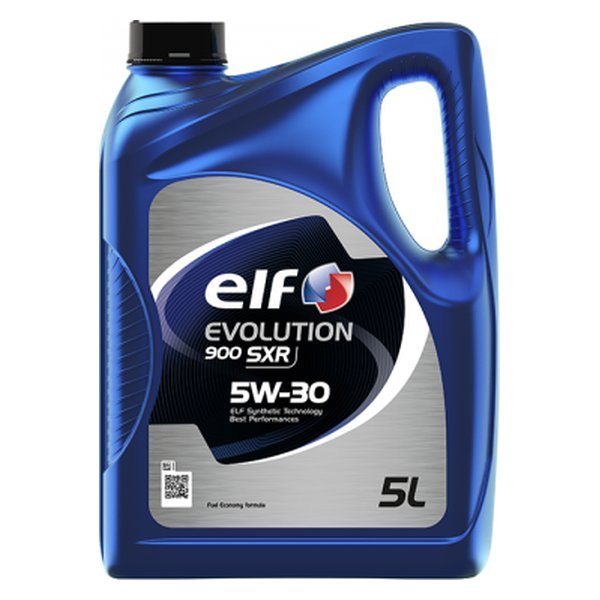 elf
EVOLUTION
900 SXR
5W-30
ELF Synthetic Technology
Best Performances
5L
Fuel Economy formula